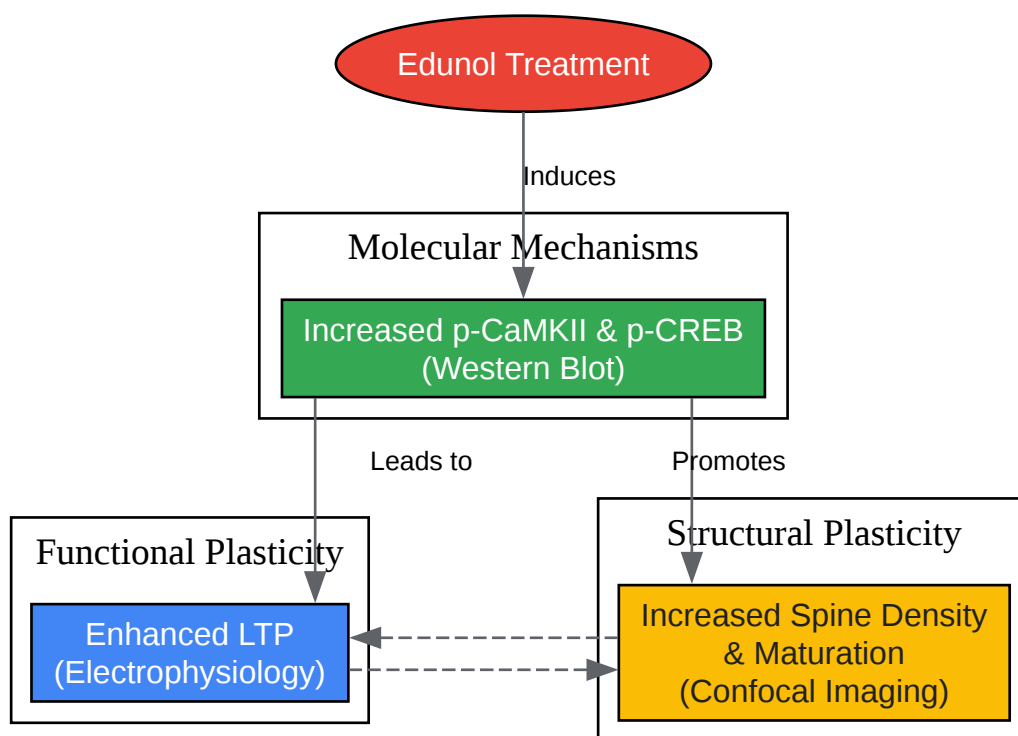 Edunol Treatment
Induces
Molecular Mechanisms
Increased p-CaMKII & p-CREB
(Western Blot)
Leads to
Promotes
Functional Plasticity
Enhanced LTP
(Electrophysiology)
Structural Plasticity
Increased Spine Density
& Maturation
(Confocal Imaging)